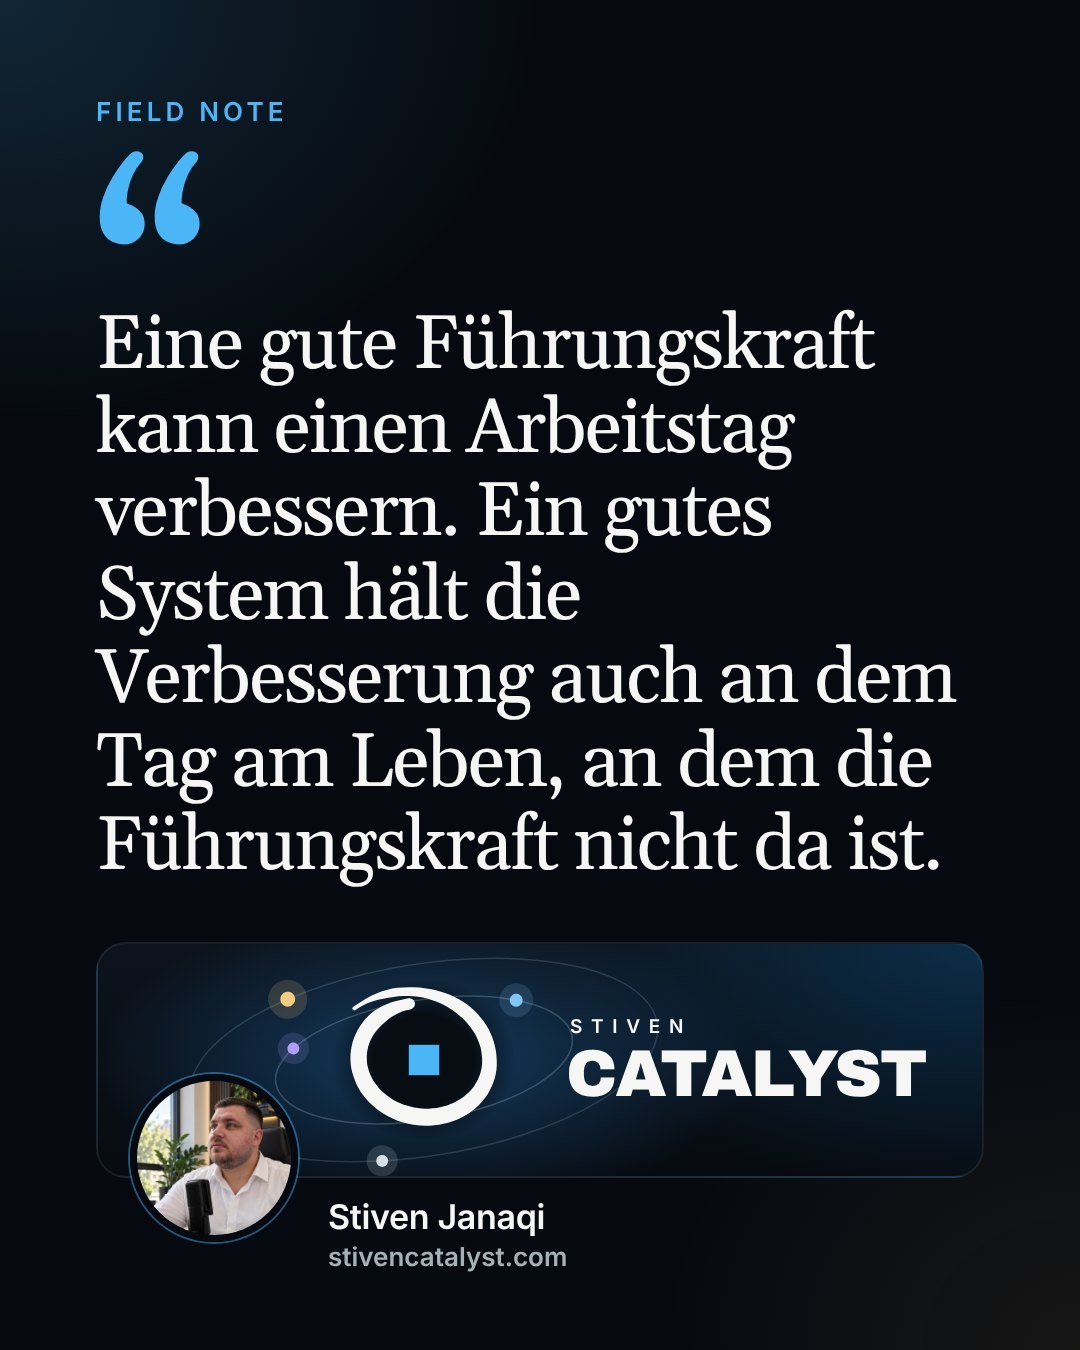 FIELD NOTE
“
Eine gute Führungskraft
kann einen Arbeitstag
verbessern. Ein gutes
System hält die
Verbesserung auch an dem
Tag am Leben, an dem die
Führungskraft nicht da ist.
STIVEN
CATALYST
Stiven Janaqi
stivencatalyst.com